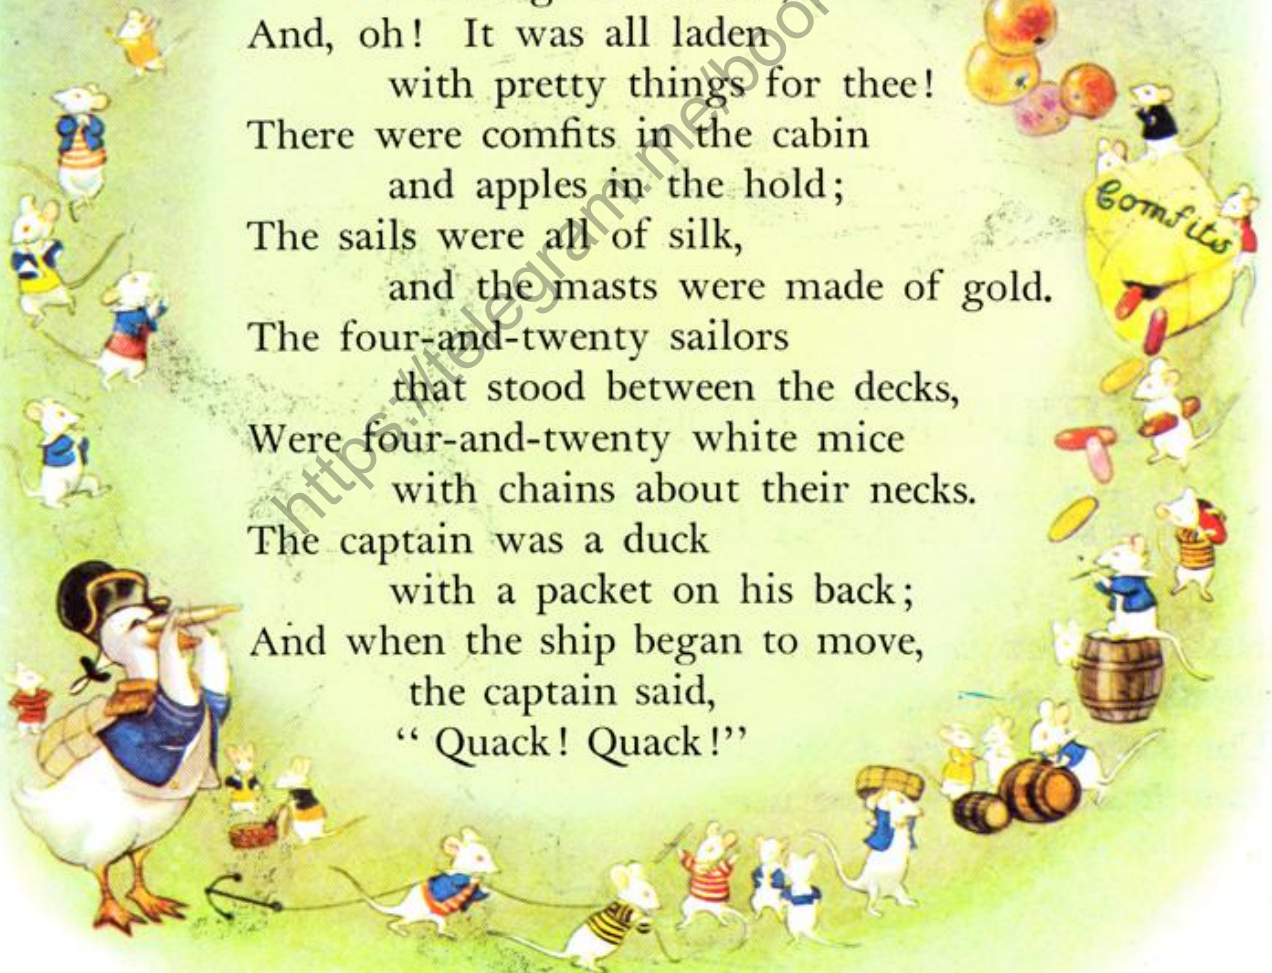 And, oh! It was all laden
with pretty things for thee!
There were comfits in the cabin
and apples in the hold;
The sails were all of silk,
and the masts were made of gold.
The four-and-twenty sailors
that stood between the decks,
Were four-and-twenty white mice
with chains about their necks.
The captain was a duck
with a packet on his back;
And when the ship began to move,
the captain said,
“ Quack! Quack!”
Comfits
https://telegram.me/boo